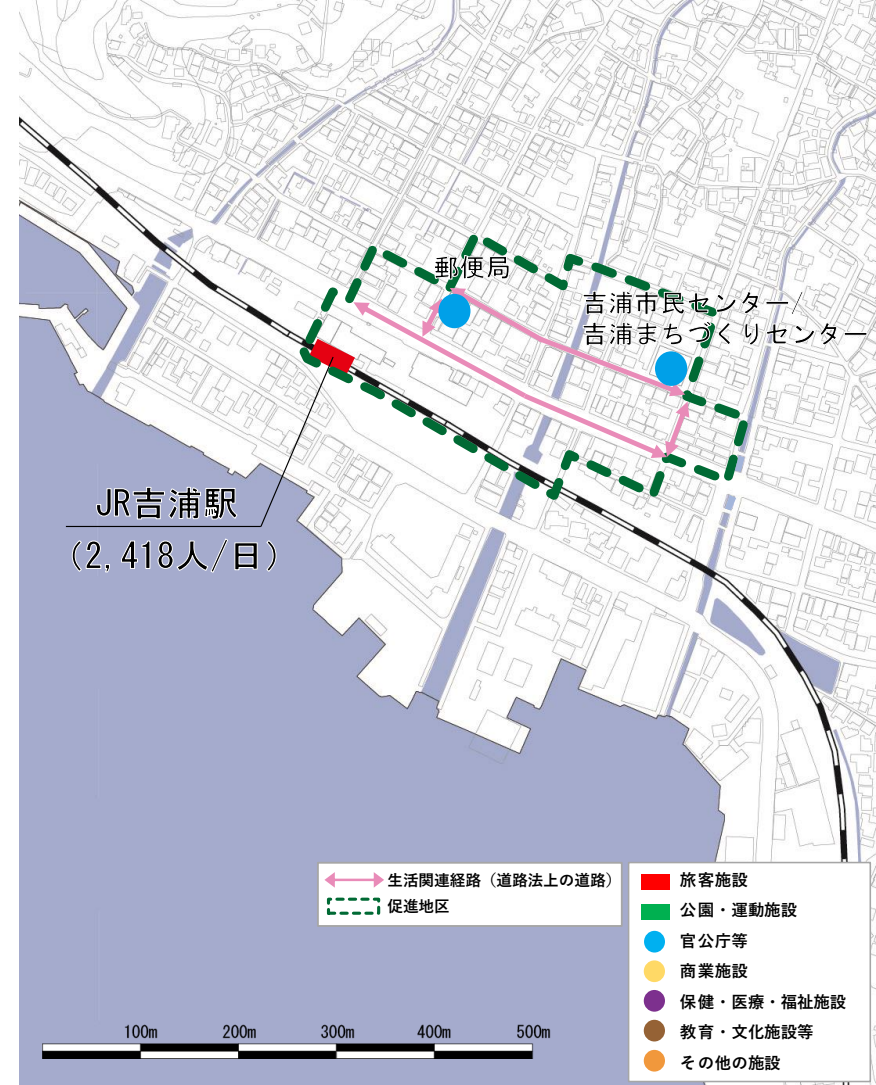 郵便局
吉浦市民センター/
吉浦まちづくりセンター
JR吉浦駅
(2,418人/日)
生活関連経路（道路法上の道路）
促進地区
旅客施設
公園・運動施設
官公庁等
商業施設
保健・医療・福祉施設
教育・文化施設等
その他の施設
100m 200m 300m 400m 500m